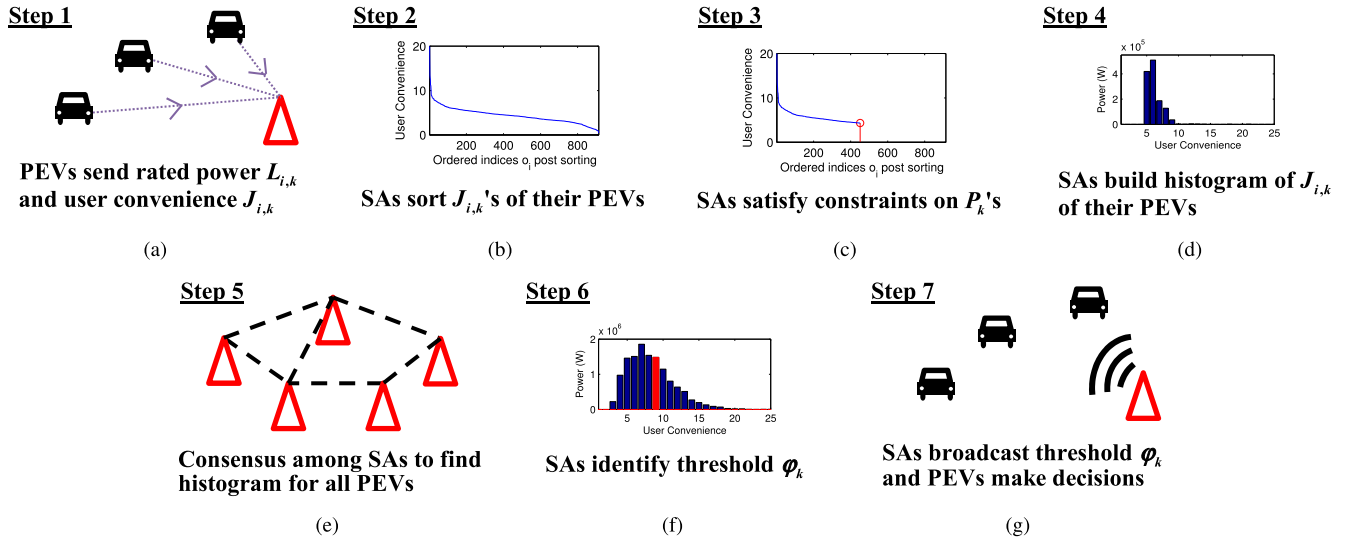 Step 1
PEVs send rated power L_{i,k}
and user convenience J_{i,k}
(a)
Step 2
User Convenience
20
10
0
200
400
600
800
Ordered indices o_i post sorting
SAs sort J_{i,k}'s of their PEVs
(b)
Step 3
User Convenience
20
10
0
200
400
600
800
Ordered indices o_i post sorting
SAs satisfy constraints on P_k's
(c)
Step 4
x 10^5
Power (W)
4
2
0
5
10
15
20
25
User Convenience
SAs build histogram of J_{i,k}
of their PEVs
(d)
Step 5
Consensus among SAs to find
histogram for all PEVs
(e)
Step 6
x 10^6
Power (W)
2
1
0
5
10
15
20
25
User Convenience
SAs identify threshold φ_k
(f)
Step 7
SAs broadcast threshold φ_k
and PEVs make decisions
(g)